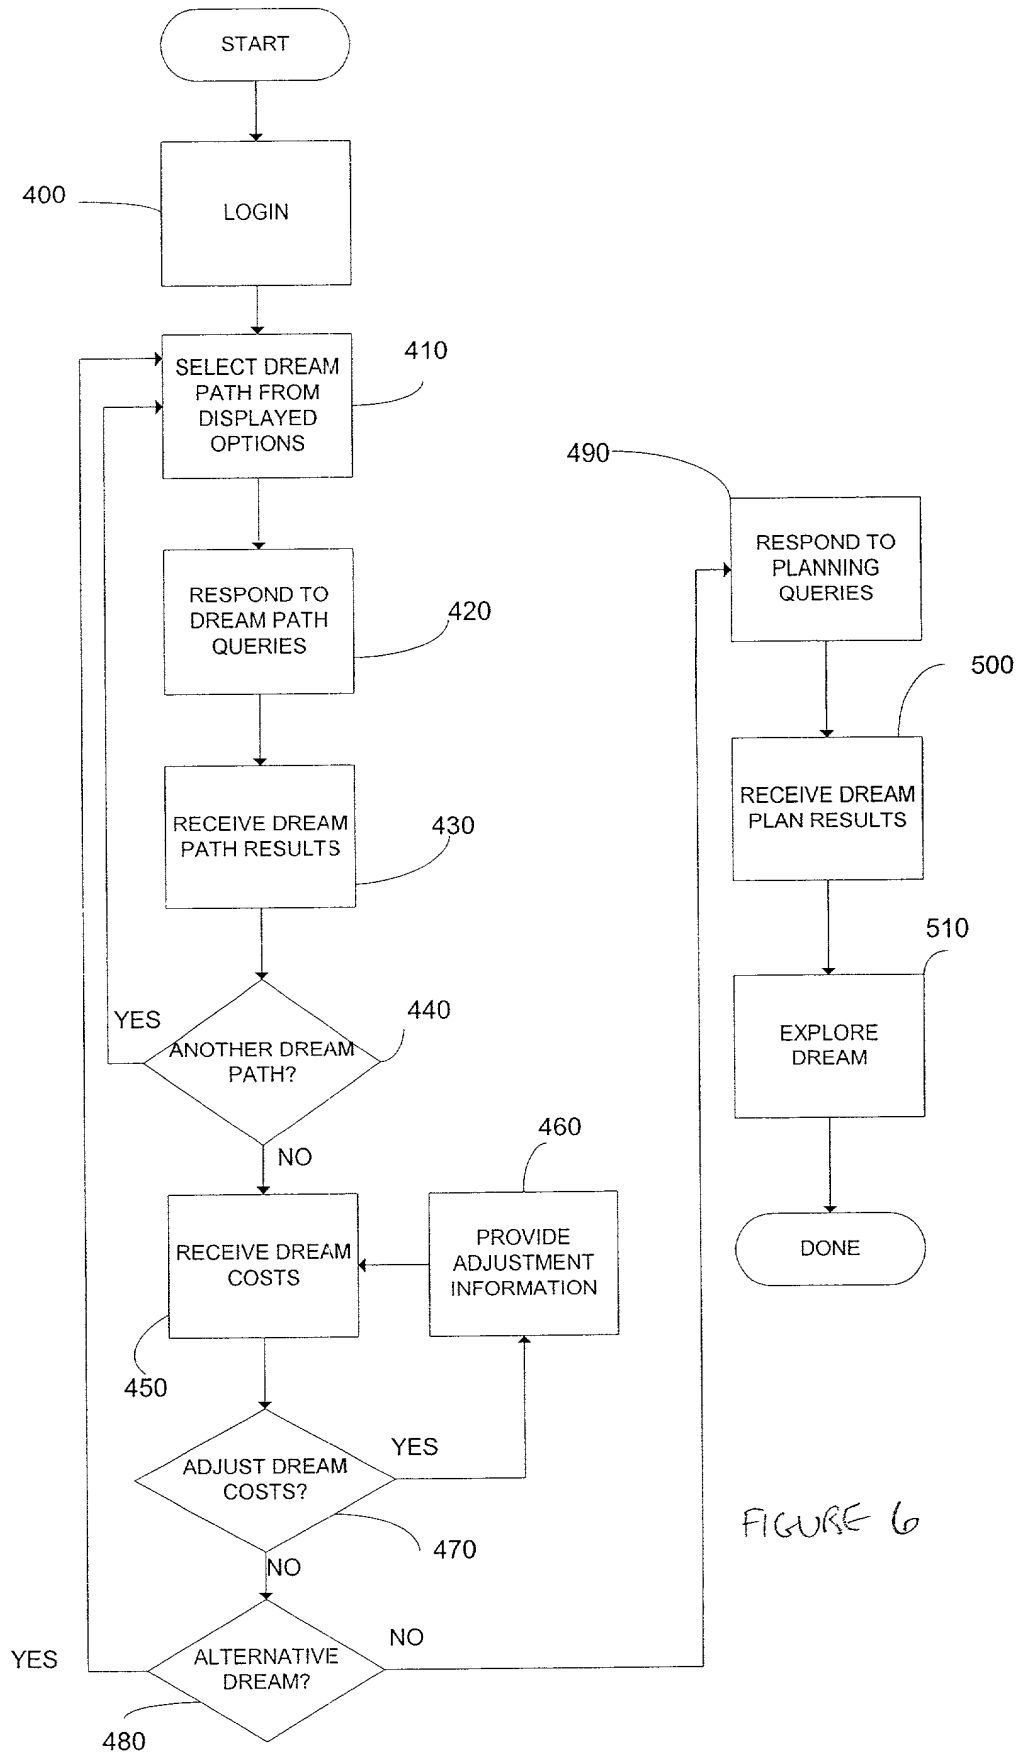 START
400
LOGIN
410
SELECT DREAM
PATH FROM
DISPLAYED
OPTIONS
420
RESPOND TO
DREAM PATH
QUERIES
430
RECEIVE DREAM
PATH RESULTS
440
YES
ANOTHER DREAM
PATH?
NO
450
RECEIVE DREAM
COSTS
460
PROVIDE
ADJUSTMENT
INFORMATION
YES
ADJUST DREAM
COSTS?
470
NO
YES
ALTERNATIVE
DREAM?
NO
480
490
RESPOND TO
PLANNING
QUERIES
500
RECEIVE DREAM
PLAN RESULTS
510
EXPLORE
DREAM
DONE
FIGURE 6